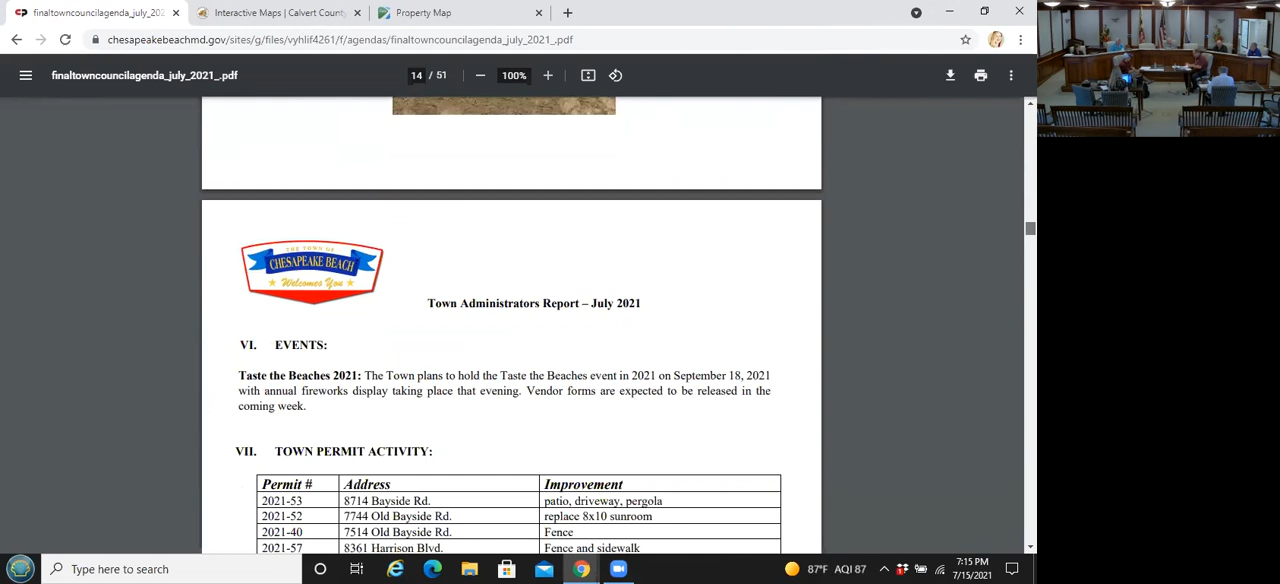 finaltowncouncilagenda_july_202
Interactive Maps | Calvert County
Property Map
chesapeakebeachmd.gov/sites/g/files/vyhlif4261/f/agendas/finaltowncouncilagenda_july_2021_.pdf
finaltowncouncilagenda_july_2021_.pdf
14 / 51
100%
THE TOWN OF
CHESAPEAKE BEACH
Welcomes You
Town Administrators Report – July 2021
VI. EVENTS:
Taste the Beaches 2021: The Town plans to hold the Taste the Beaches event in 2021 on September 18, 2021
with annual fireworks display taking place that evening. Vendor forms are expected to be released in the
coming week.
VII. TOWN PERMIT ACTIVITY:
Permit # Address Improvement
2021-53 8714 Bayside Rd. patio, driveway, pergola
2021-52 7744 Old Bayside Rd. replace 8x10 sunroom
2021-40 7514 Old Bayside Rd. Fence
2021-57 8361 Harrison Blvd. Fence and sidewalk
Type here to search
87°F AQI 87
7:15 PM
7/15/2021